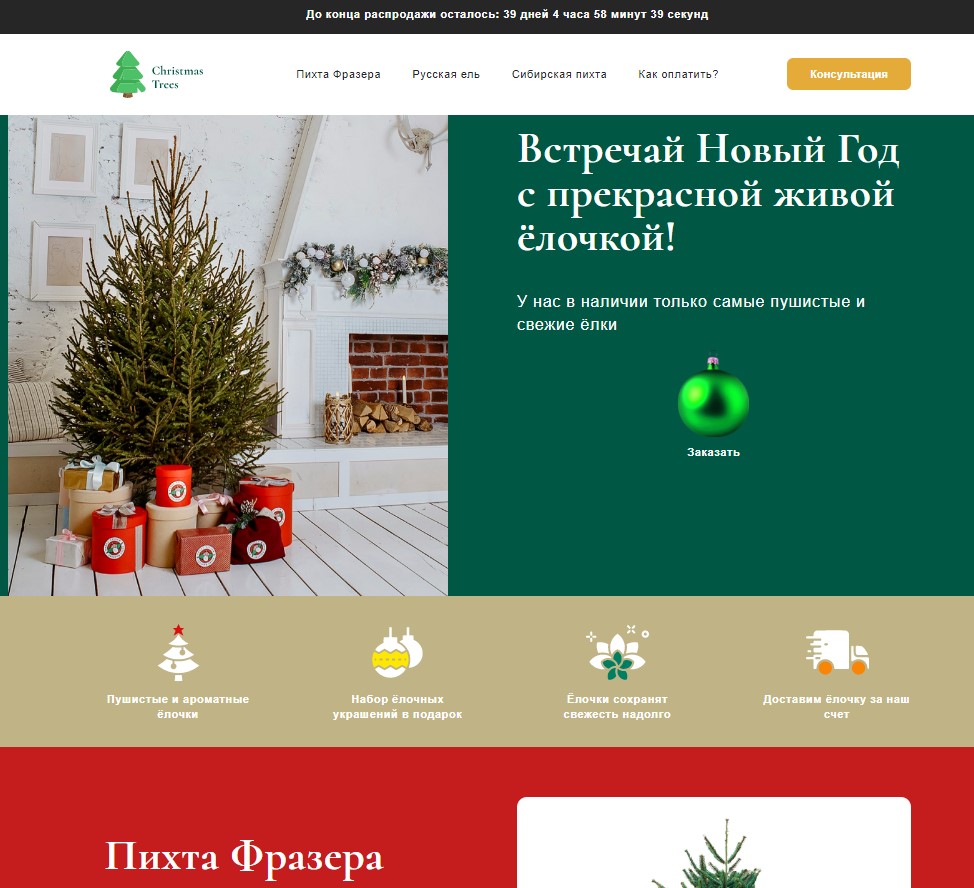 До конца распродажи осталось: 39 дней 4 часа 58 минут 39 секунд
Christmas
Trees
Пихта Фразера
Русская ель
Сибирская пихта
Как оплатить?
Консультация
Встречай Новый Год
с прекрасной живой
ёлочкой!
У нас в наличии только самые пушистые и
свежие ёлки
Заказать
Пушистые и ароматные
ёлочки
Набор ёлочных
украшений в подарок
Ёлочки сохранят
свежесть надолго
Доставим ёлочку за наш
счет
Пихта Фразера